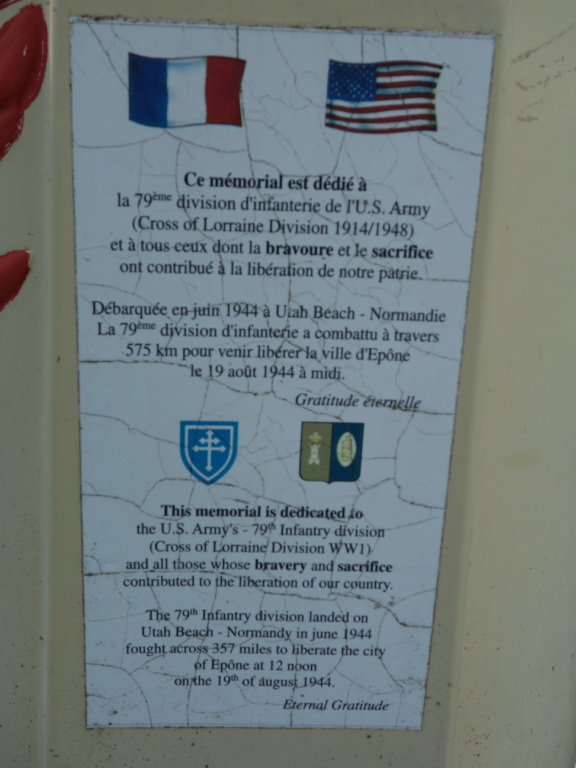 Ce mémorial est dédié à
la 79ème division d'infanterie de l'U.S. Army
(Cross of Lorraine Division 1914/1948)
et à tous ceux dont la bravoure et le sacrifice
ont contribué à la libération de notre patrie.
Débarquée en juin 1944 à Utah Beach - Normandie
La 79ème division d'infanterie a combattu à travers
575 km pour venir libérer la ville d'Epône
le 19 août 1944 à midi.
Gratitude éternelle
This memorial is dedicated to
the U.S. Army's - 79th Infantry division
(Cross of Lorraine Division WW1)
and all those whose bravery and sacrifice
contributed to the liberation of our country.
The 79th Infantry division landed on
Utah Beach - Normandy in june 1944
fought across 357 miles to liberate the city
of Epône at 12 noon
on the 19th of august 1944.
Eternal Gratitude